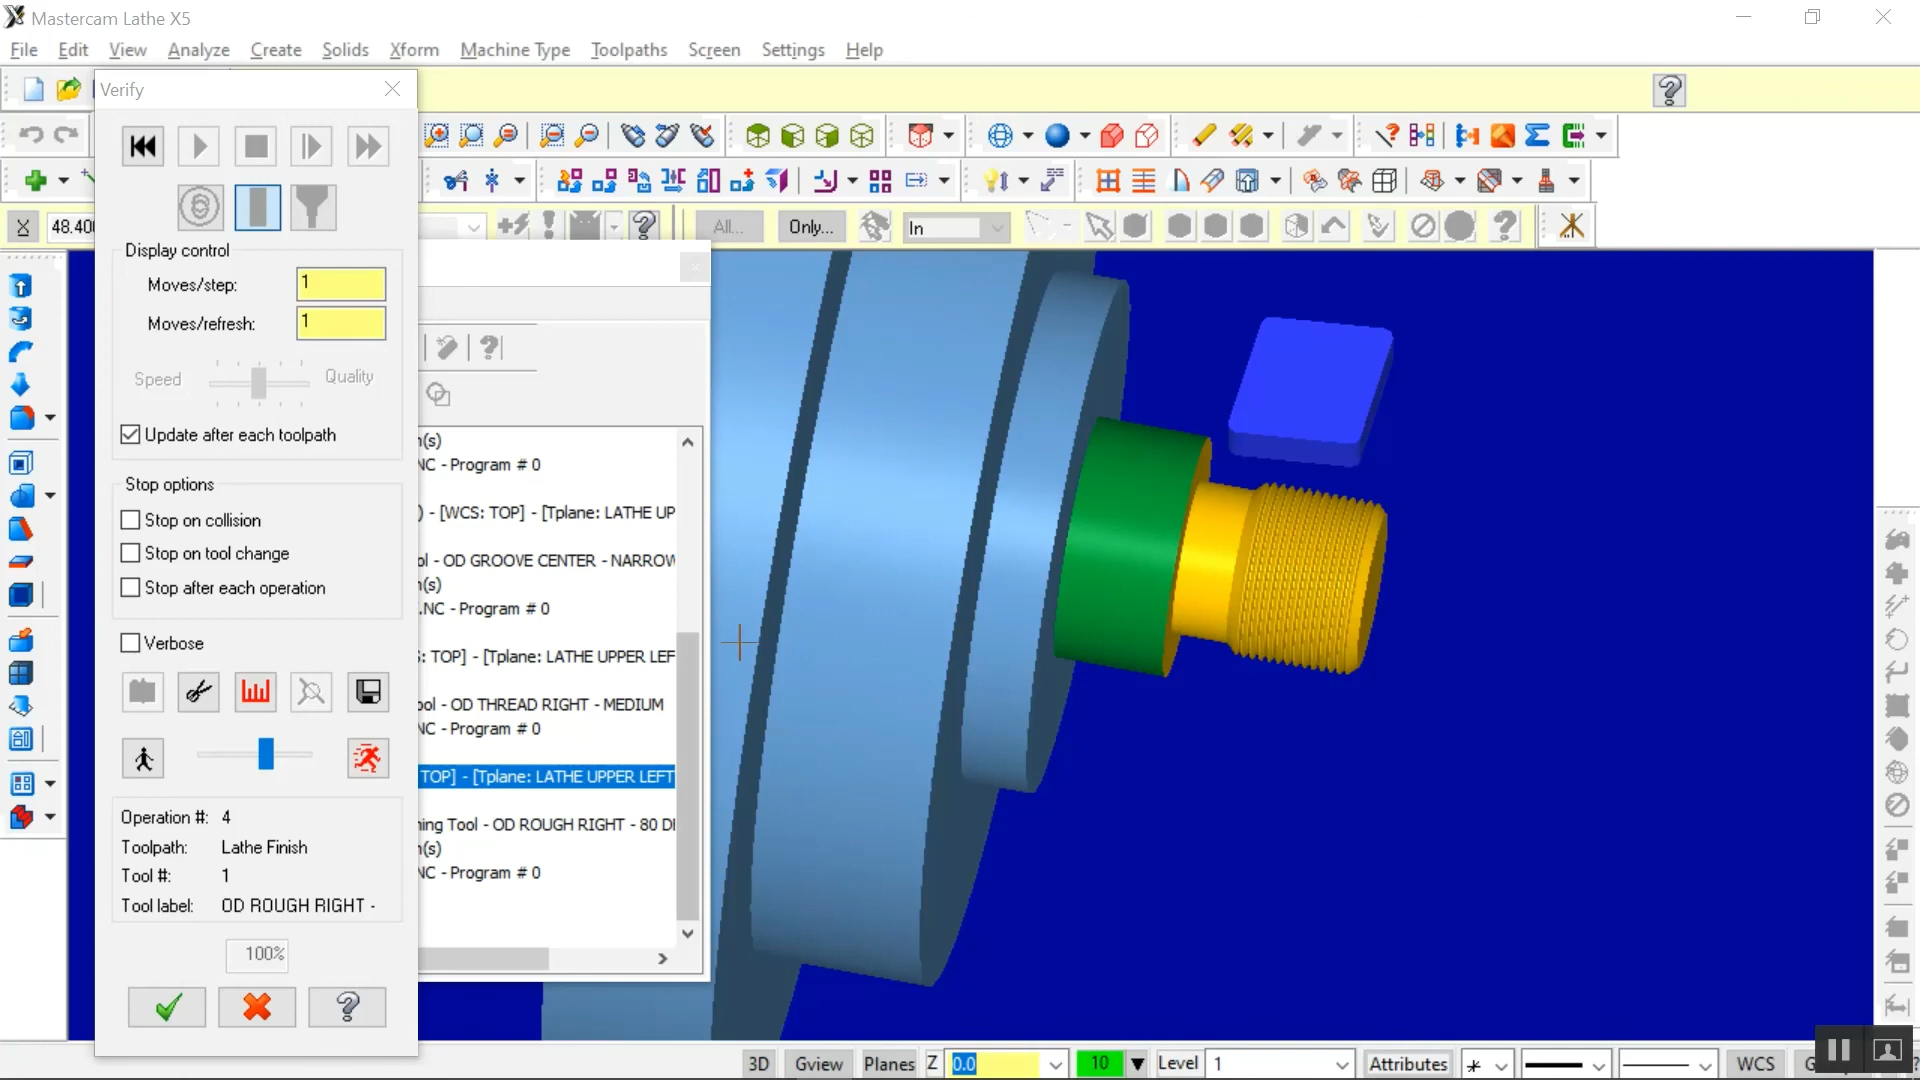 Mastercam Lathe X5
File Edit View Analyze Create Solids Xform Machine Type Toolpaths Screen Settings Help
Verify
48.400
All... Only... In
Display control
Moves/step: 1
Moves/refresh: 1
Speed Quality
Update after each toolpath
Stop options
Stop on collision
Stop on tool change
Stop after each operation
Verbose
Operation #: 4
Toolpath: Lathe Finish
Tool #: 1
Tool label: OD ROUGH RIGHT -
100%
(s)
NC - Program # 0
) - [WCS: TOP] - [Tplane: LATHE UP
ol - OD GROOVE CENTER - NARROW
(s)
.NC - Program # 0
: TOP] - [Tplane: LATHE UPPER LEF
ool - OD THREAD RIGHT - MEDIUM
NC - Program # 0
TOP] - [Tplane: LATHE UPPER LEFT
ning Tool - OD ROUGH RIGHT - 80 D
(s)
NC - Program # 0
3D Gview Planes Z 0.0 10 Level 1 Attributes WCS G